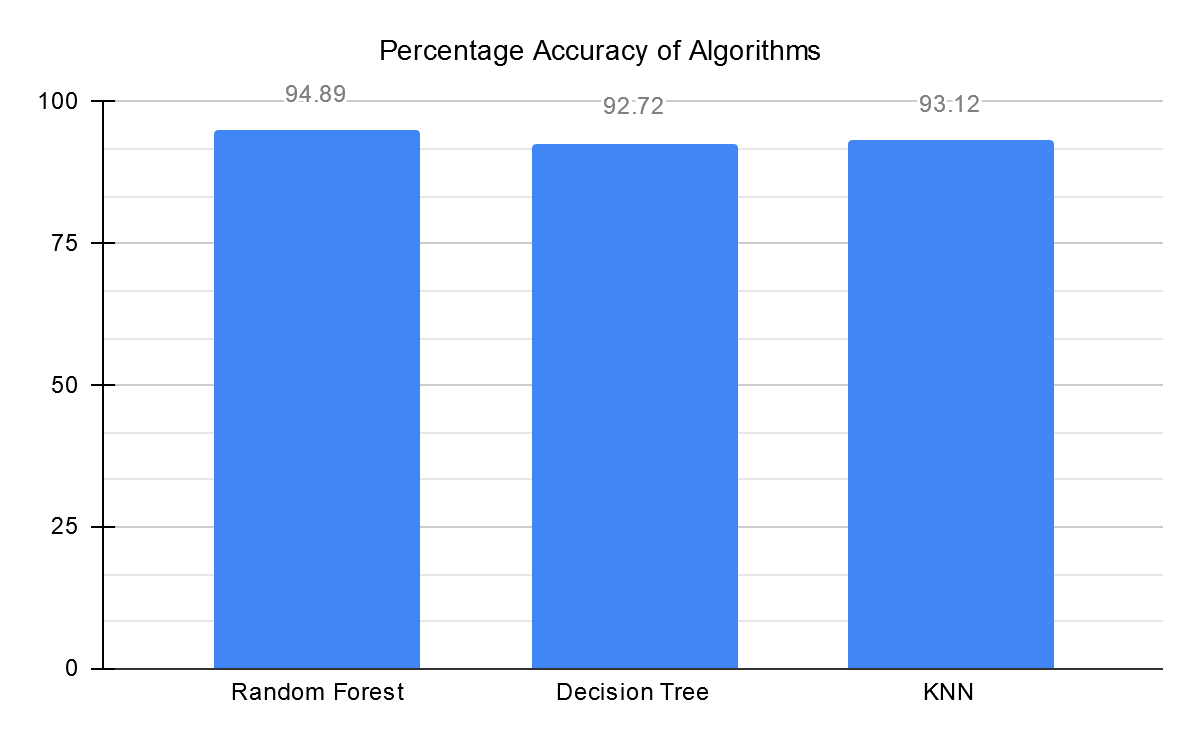 Percentage Accuracy of Algorithms
94.89
92.72
93.12
100
75
50
25
0
Random Forest
Decision Tree
KNN